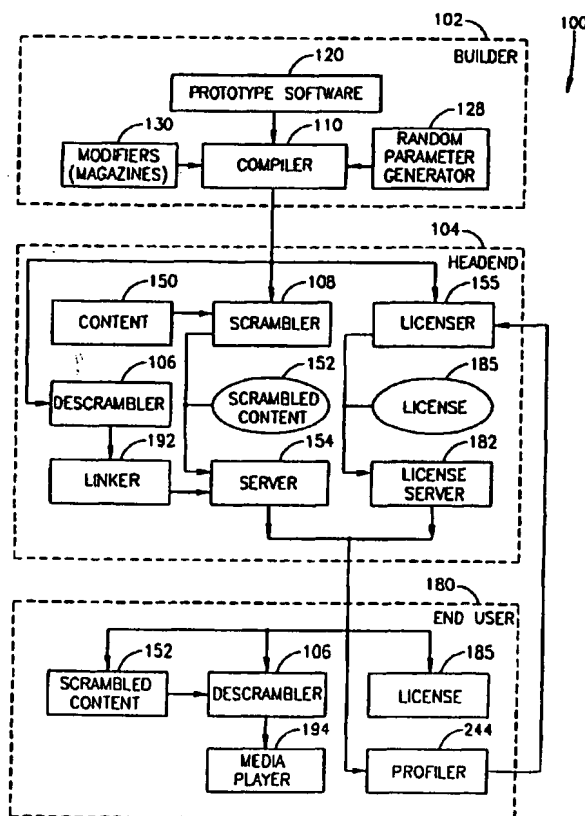 102
100
BUILDER
120
PROTOTYPE SOFTWARE
130
110
128
MODIFIERS
(MAGAZINES)
COMPILER
RANDOM
PARAMETER
GENERATOR
104
HEADEND
150
108
155
CONTENT
SCRAMBLER
LICENSER
106
152
185
DESCRAMBLER
SCRAMBLED
CONTENT
LICENSE
192
154
182
LINKER
SERVER
LICENSE
SERVER
180
END USER
152
106
185
SCRAMBLED
CONTENT
DESCRAMBLER
LICENSE
194
244
MEDIA
PLAYER
PROFILER